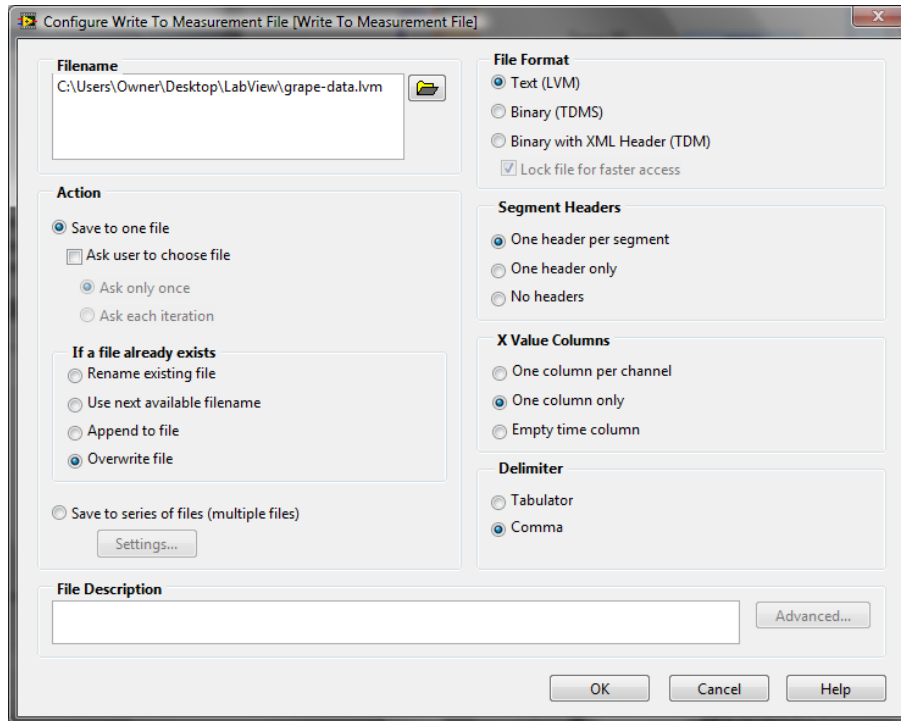 Configure Write To Measurement File [Write To Measurement File]
Filename
C:\Users\Owner\Desktop\LabView\grape-data.lvm
Action
Save to one file
Ask user to choose file
Ask only once
Ask each iteration
If a file already exists
Rename existing file
Use next available filename
Append to file
Overwrite file
Save to series of files (multiple files)
Settings...
File Format
Text (LVM)
Binary (TDMS)
Binary with XML Header (TDM)
Lock file for faster access
Segment Headers
One header per segment
One header only
No headers
X Value Columns
One column per channel
One column only
Empty time column
Delimiter
Tabulator
Comma
File Description
Advanced...
OK
Cancel
Help